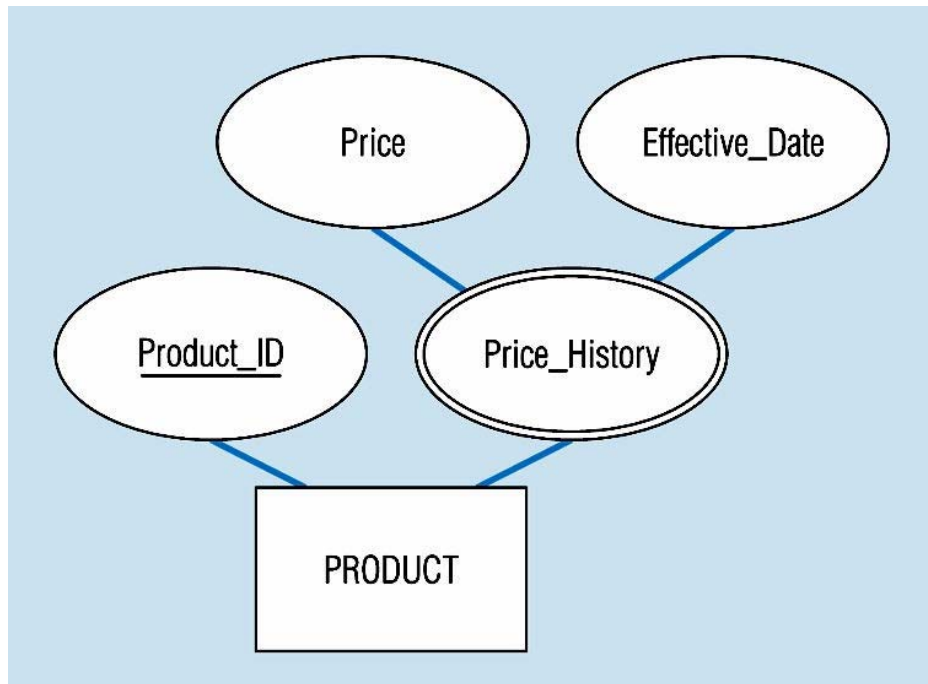 Price
Effective_Date
Product_ID
Price_History
PRODUCT